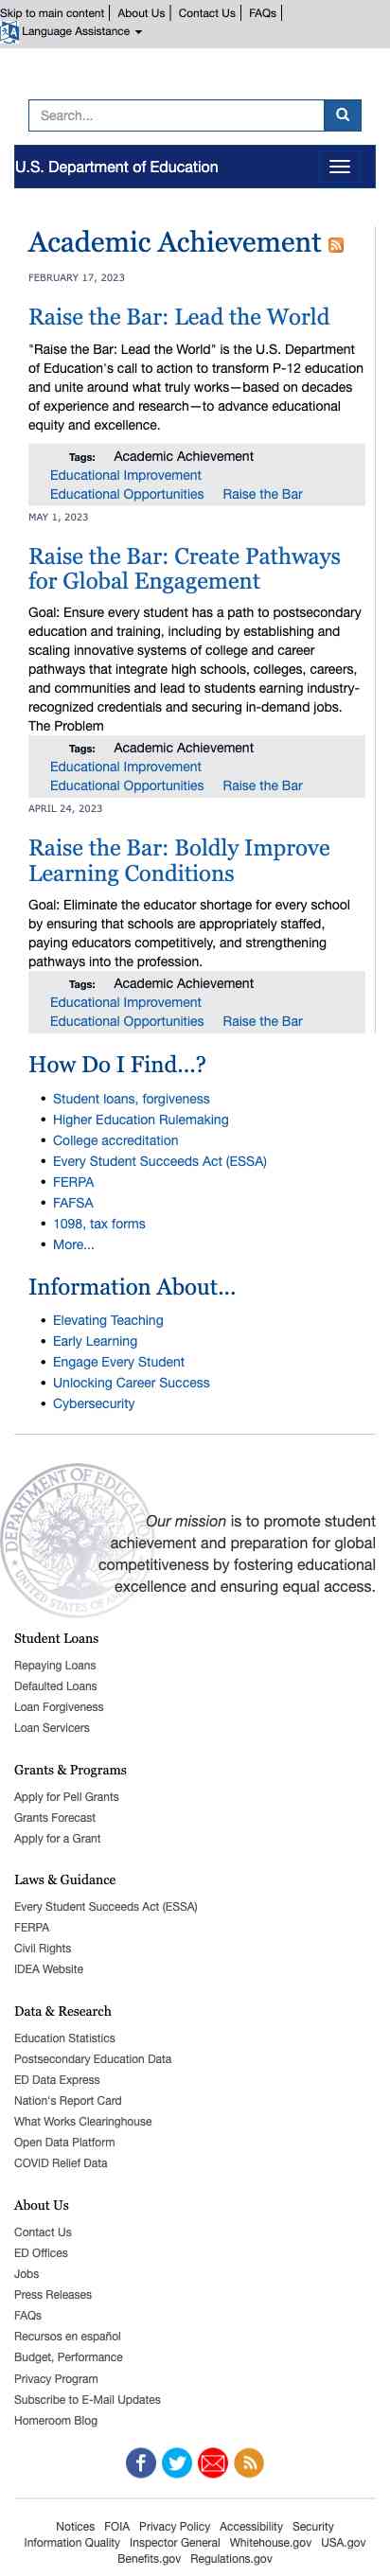 Skip to main content About Us Contact Us FAQs
Language Assistance
Search...
U.S. Department of Education
Academic Achievement
FEBRUARY 17, 2023
Raise the Bar: Lead the World
"Raise the Bar: Lead the World" is the U.S. Department
of Education's call to action to transform P-12 education
and unite around what truly works—based on decades
of experience and research—to advance educational
equity and excellence.
Tags: Academic Achievement
Educational Improvement
Educational Opportunities Raise the Bar
MAY 1, 2023
Raise the Bar: Create Pathways
for Global Engagement
Goal: Ensure every student has a path to postsecondary
education and training, including by establishing and
scaling innovative systems of college and career
pathways that integrate high schools, colleges, careers,
and communities and lead to students earning industry-
recognized credentials and securing in-demand jobs.
The Problem
Tags: Academic Achievement
Educational Improvement
Educational Opportunities Raise the Bar
APRIL 24, 2023
Raise the Bar: Boldly Improve
Learning Conditions
Goal: Eliminate the educator shortage for every school
by ensuring that schools are appropriately staffed,
paying educators competitively, and strengthening
pathways into the profession.
Tags: Academic Achievement
Educational Improvement
Educational Opportunities Raise the Bar
How Do I Find...?
• Student loans, forgiveness
• Higher Education Rulemaking
• College accreditation
• Every Student Succeeds Act (ESSA)
• FERPA
• FAFSA
• 1098, tax forms
• More...
Information About...
• Elevating Teaching
• Early Learning
• Engage Every Student
• Unlocking Career Success
• Cybersecurity
Our mission is to promote student
achievement and preparation for global
competitiveness by fostering educational
excellence and ensuring equal access.
Student Loans
Repaying Loans
Defaulted Loans
Loan Forgiveness
Loan Servicers
Grants & Programs
Apply for Pell Grants
Grants Forecast
Apply for a Grant
Laws & Guidance
Every Student Succeeds Act (ESSA)
FERPA
Civil Rights
IDEA Website
Data & Research
Education Statistics
Postsecondary Education Data
ED Data Express
Nation's Report Card
What Works Clearinghouse
Open Data Platform
COVID Relief Data
About Us
Contact Us
ED Offices
Jobs
Press Releases
FAQs
Recursos en español
Budget, Performance
Privacy Program
Subscribe to E-Mail Updates
Homeroom Blog
Notices FOIA Privacy Policy Accessibility Security
Information Quality Inspector General Whitehouse.gov USA.gov
Benefits.gov Regulations.gov